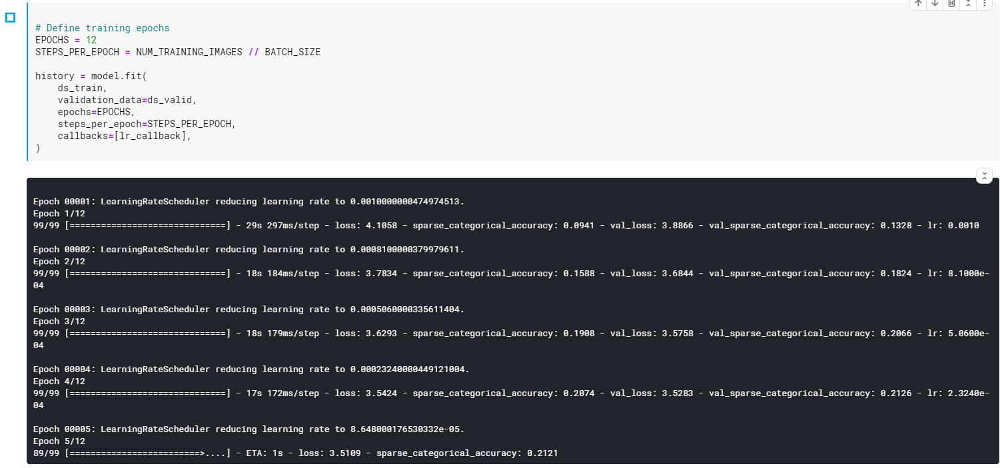 # Define training epochs
EPOCHS = 12
STEPS_PER_EPOCH = NUM_TRAINING_IMAGES // BATCH_SIZE
history = model.fit(
ds_train,
validation_data=ds_valid,
epochs=EPOCHS,
steps_per_epoch=STEPS_PER_EPOCH,
callbacks=[lr_callback],
)
Epoch 00001: LearningRateScheduler reducing learning rate to 0.0010000000474974513.
Epoch 1/12
99/99 [==============================] - 29s 297ms/step - loss: 4.1058 - sparse_categorical_accuracy: 0.0941 - val_loss: 3.8866 - val_sparse_categorical_accuracy: 0.1328 - lr: 0.0010
Epoch 00002: LearningRateScheduler reducing learning rate to 0.0008100000379979611.
Epoch 2/12
99/99 [==============================] - 18s 184ms/step - loss: 3.7834 - sparse_categorical_accuracy: 0.1588 - val_loss: 3.6844 - val_sparse_categorical_accuracy: 0.1824 - lr: 8.1000e-
04
Epoch 00003: LearningRateScheduler reducing learning rate to 0.0005060000335611404.
Epoch 3/12
99/99 [==============================] - 18s 179ms/step - loss: 3.6293 - sparse_categorical_accuracy: 0.1908 - val_loss: 3.5758 - val_sparse_categorical_accuracy: 0.2066 - lr: 5.0600e-
04
Epoch 00004: LearningRateScheduler reducing learning rate to 0.00023240000449121004.
Epoch 4/12
99/99 [==============================] - 17s 172ms/step - loss: 3.5424 - sparse_categorical_accuracy: 0.2074 - val_loss: 3.5283 - val_sparse_categorical_accuracy: 0.2126 - lr: 2.3240e-
04
Epoch 00005: LearningRateScheduler reducing learning rate to 8.648000176530332e-05.
Epoch 5/12
89/99 [=========================>....] - ETA: 1s - loss: 3.5109 - sparse_categorical_accuracy: 0.2121